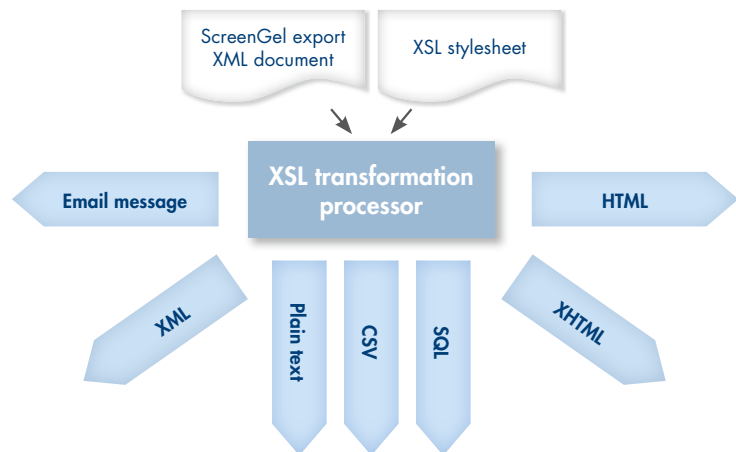 ScreenGel export
XML document
XSL stylesheet
XSL transformation
processor
Email message
HTML
XML
Plain text
CSV
SQL
XHTML